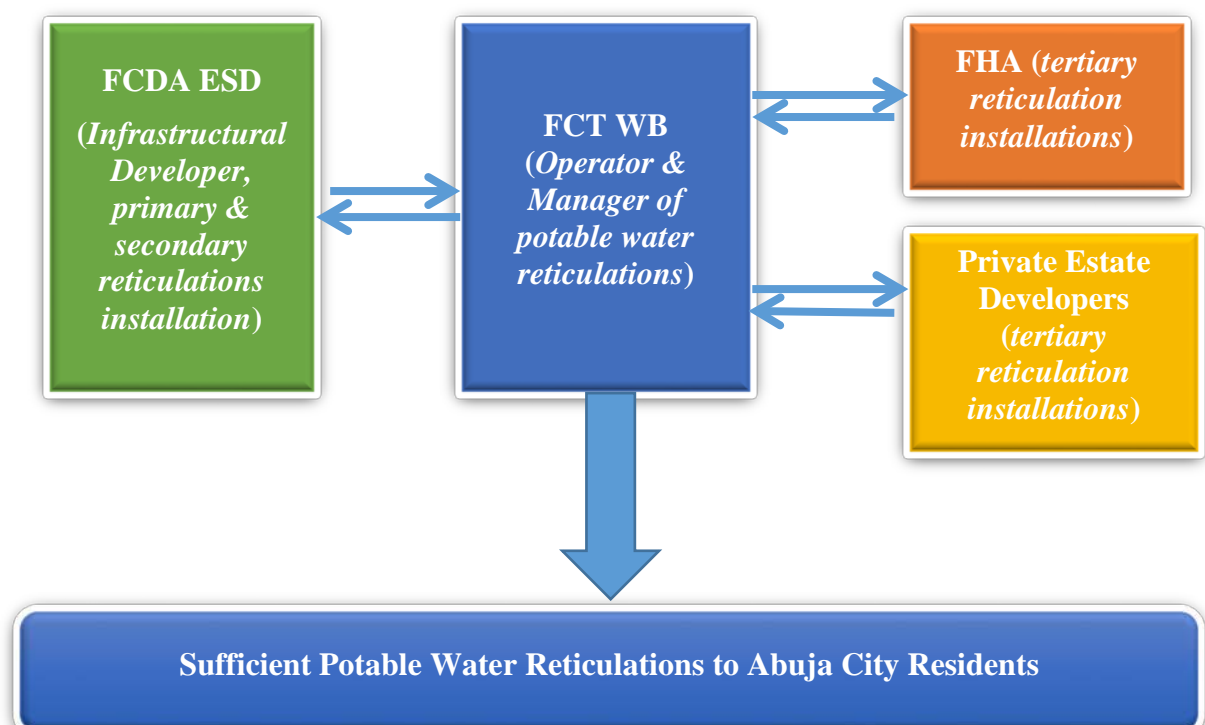 FCDA ESD
(Infrastructural
Developer,
primary &
secondary
reticulations
installation)
FCT WB
(Operator &
Manager of
potable water
reticulations)
FHA (tertiary
reticulation
installations)
Private Estate
Developers
(tertiary
reticulation
installations)
Sufficient Potable Water Reticulations to Abuja City Residents